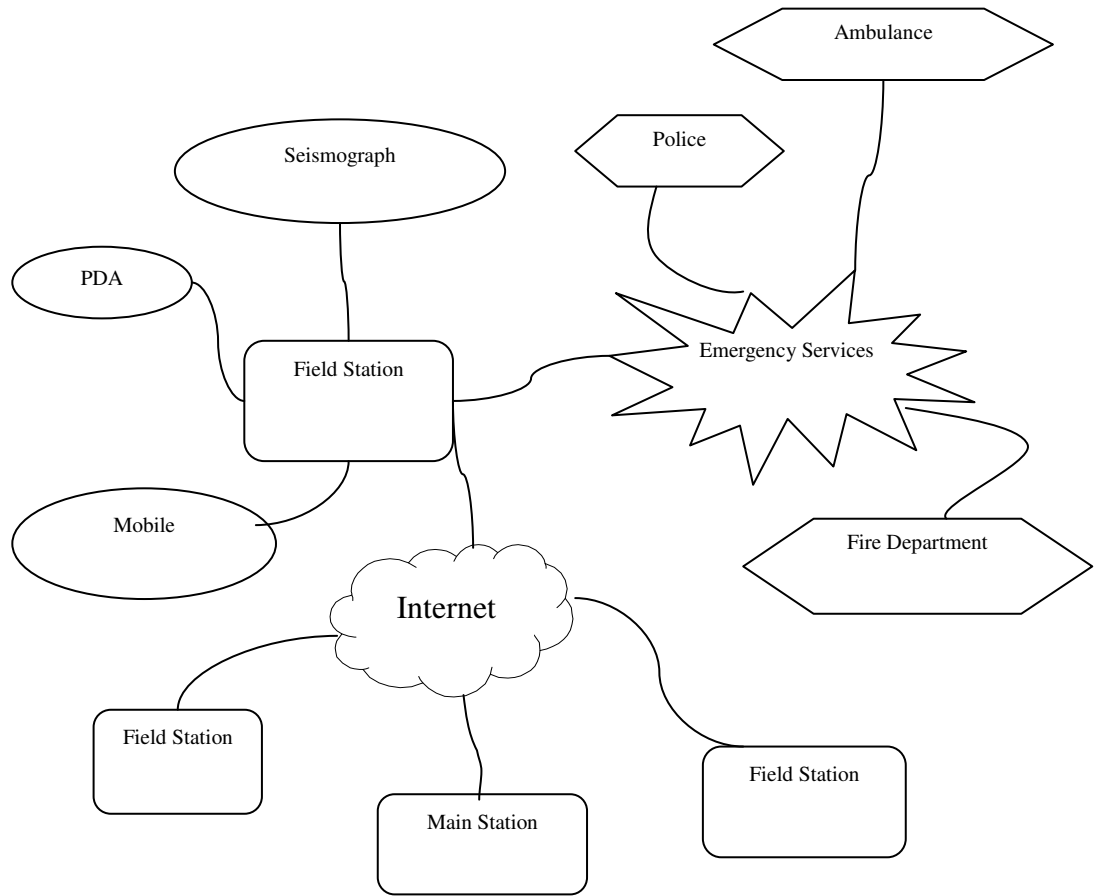 Ambulance
Police
Seismograph
PDA
Emergency Services
Field Station
Mobile
Fire Department
Internet
Field Station
Field Station
Main Station